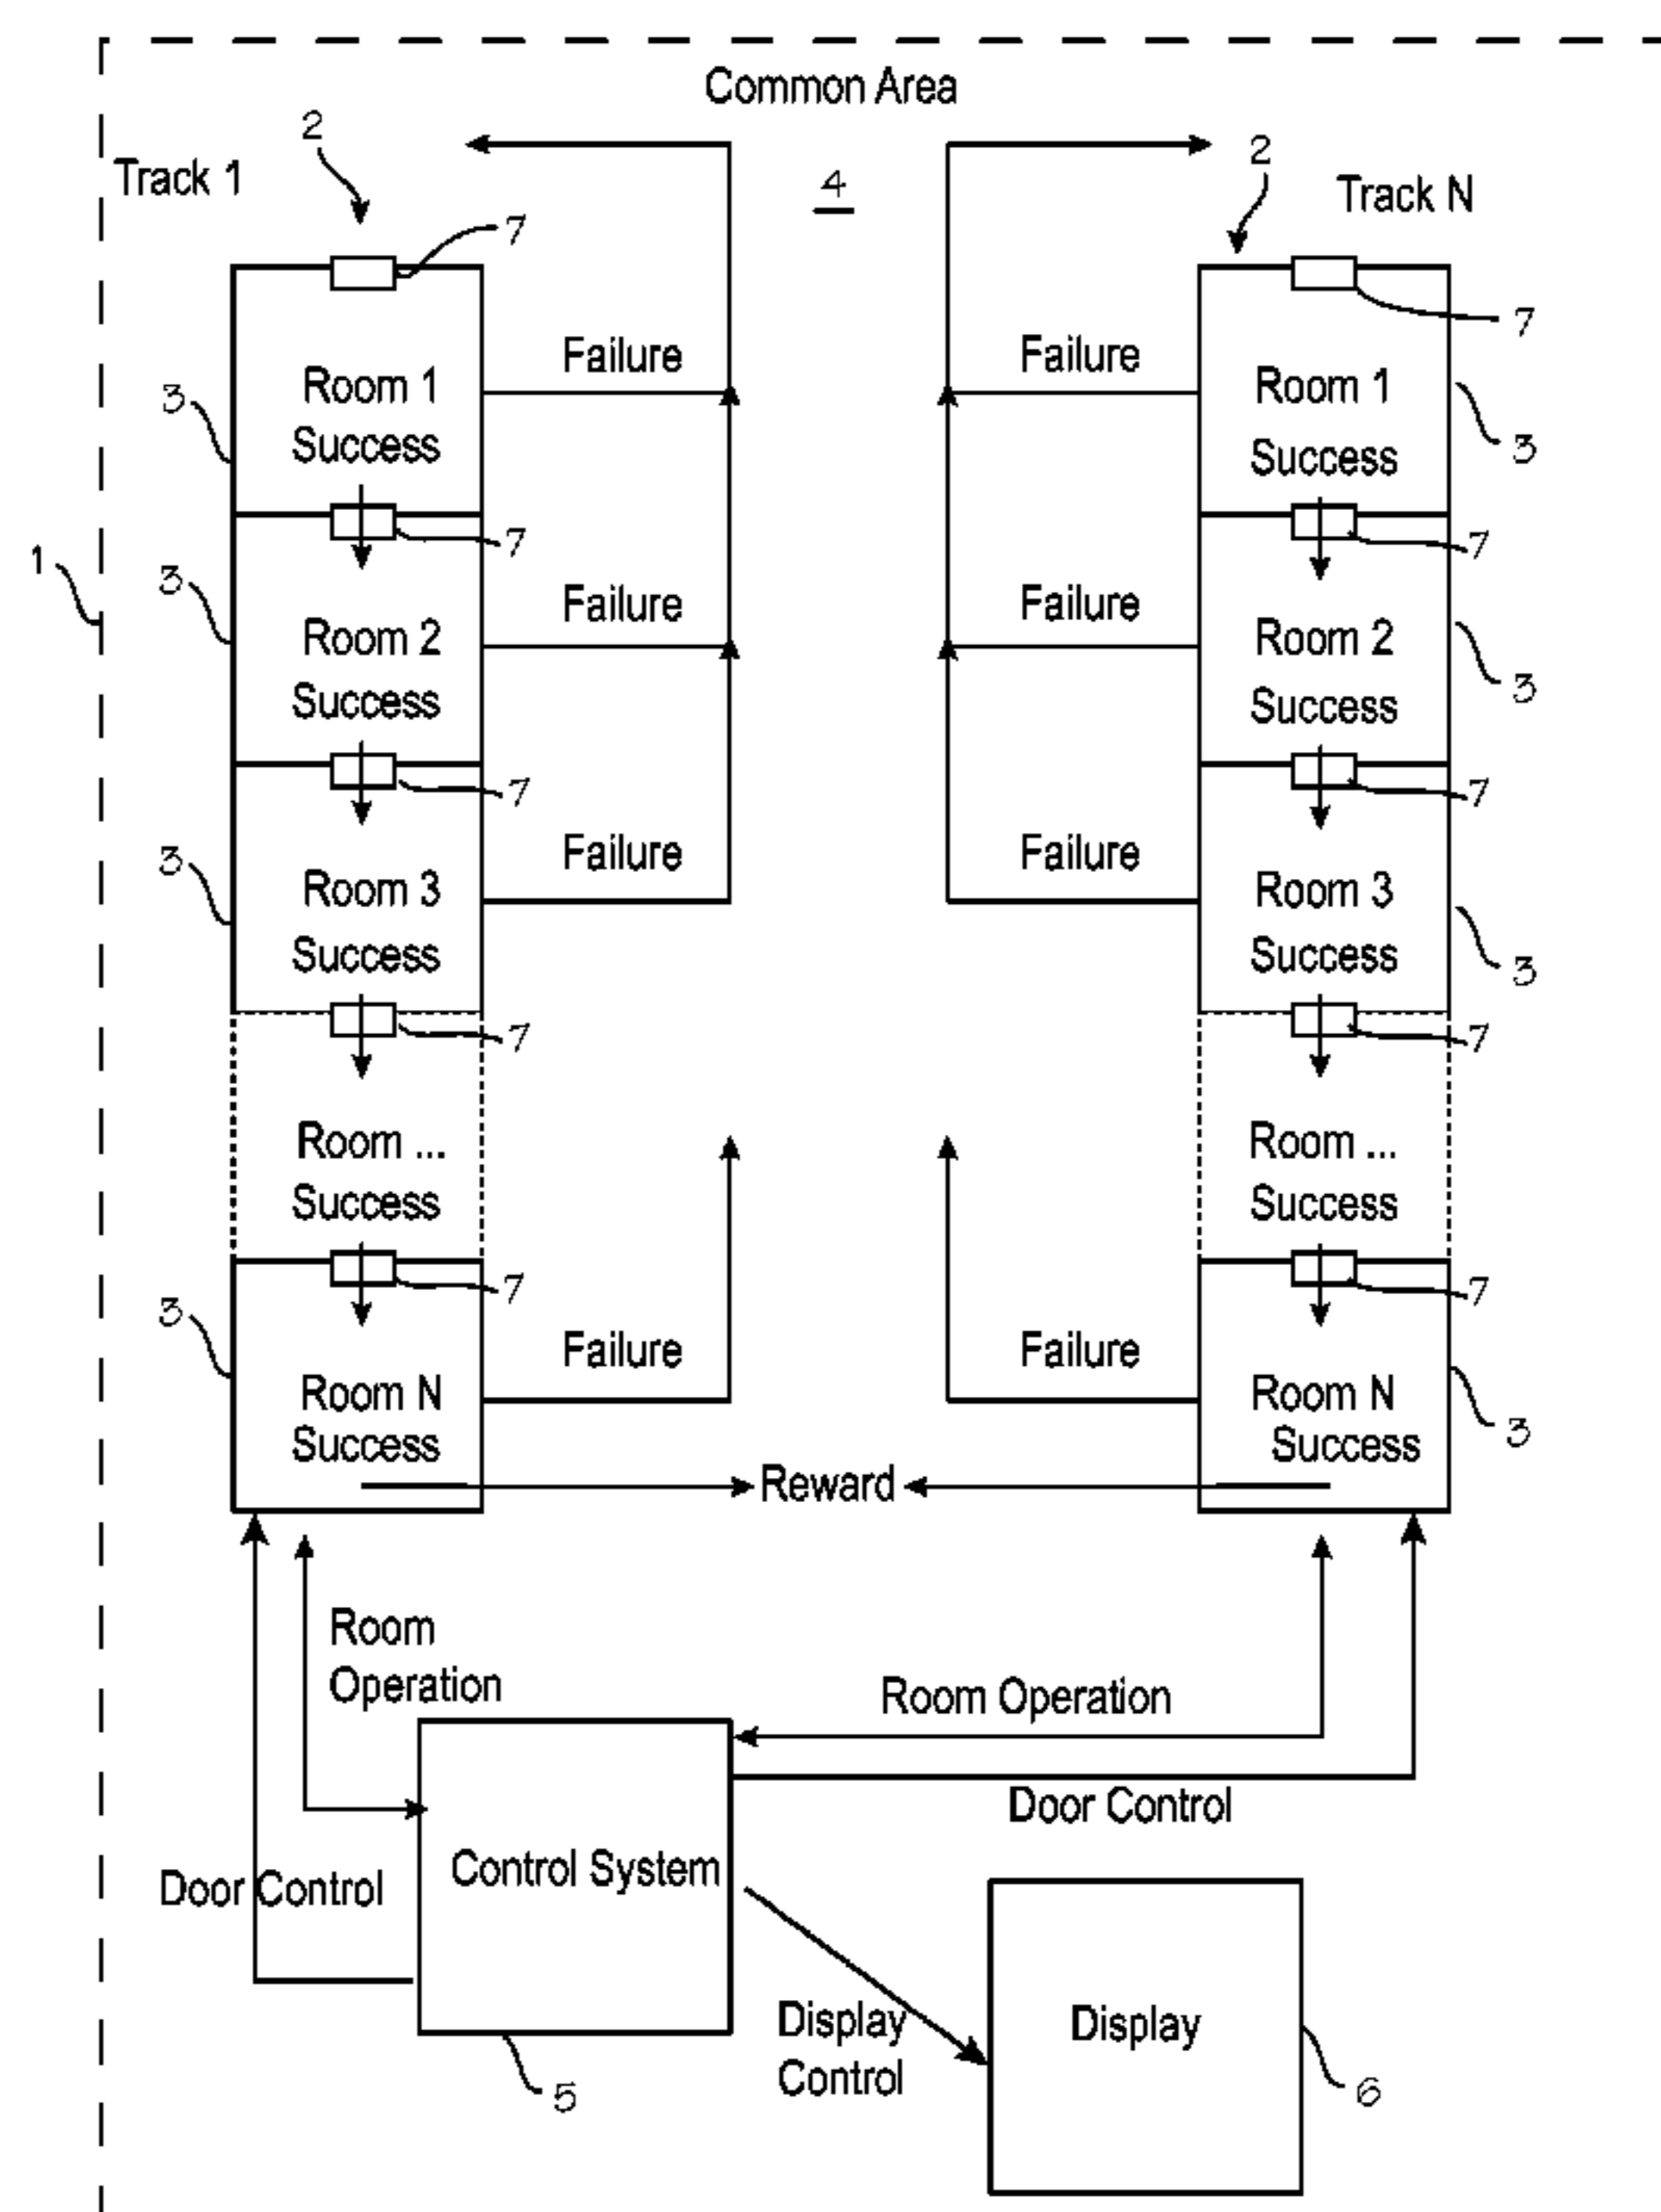 Common Area
2
2
Track 1
4
Track N
7
7
Failure
Failure
Room 1
Room 1
3
3
Success
Success
7
7
1
3
Failure
Failure
Room 2
Room 2
3
Success
Success
7
7
3
Failure
Failure
Room 3
Room 3
Success
Success
3
7
7
Room ...
Room ...
Success
Success
7
7
3
Failure
Failure
Room N
Room N
Success
Success
3
Reward
Room
Operation
Room Operation
Door Control
Control System
Door Control
Display
Control
Display
5
6